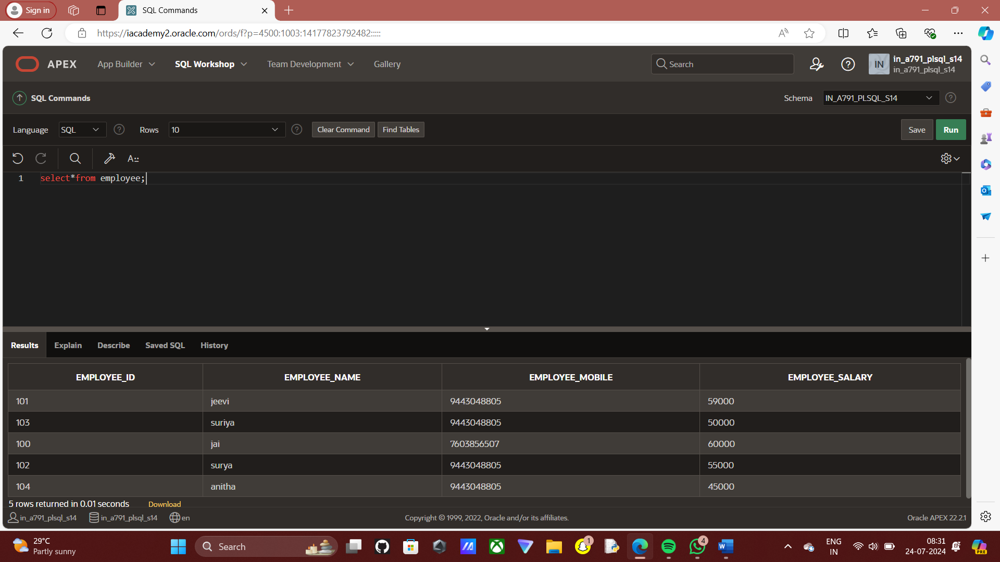 Sign in
SQL Commands
https://iacademy2.oracle.com/ords/f?p=4500:1003:14177823792482:::::
APEX App Builder SQL Workshop Team Development Gallery Search IN in_a791_plsql_s14
in_a791_plsql_s14
SQL Commands Schema IN_A791_PLSQL_S14
Language SQL Rows 10 Clear Command Find Tables Save Run
1 select*from employee;
Results Explain Describe Saved SQL History
EMPLOYEE_ID EMPLOYEE_NAME EMPLOYEE_MOBILE EMPLOYEE_SALARY
101 jeevi 9443048805 59000
103 suriya 9443048805 50000
100 jai 7603856507 60000
102 surya 9443048805 55000
104 anitha 9443048805 45000
5 rows returned in 0.01 seconds Download
in_a791_plsql_s14 in_a791_plsql_s14 en Copyright © 1999, 2022, Oracle and/or its affiliates. Oracle APEX 22.2.1
29°C
Partly sunny
Search
1
4
ENG
IN
08:31
24-07-2024
PRE